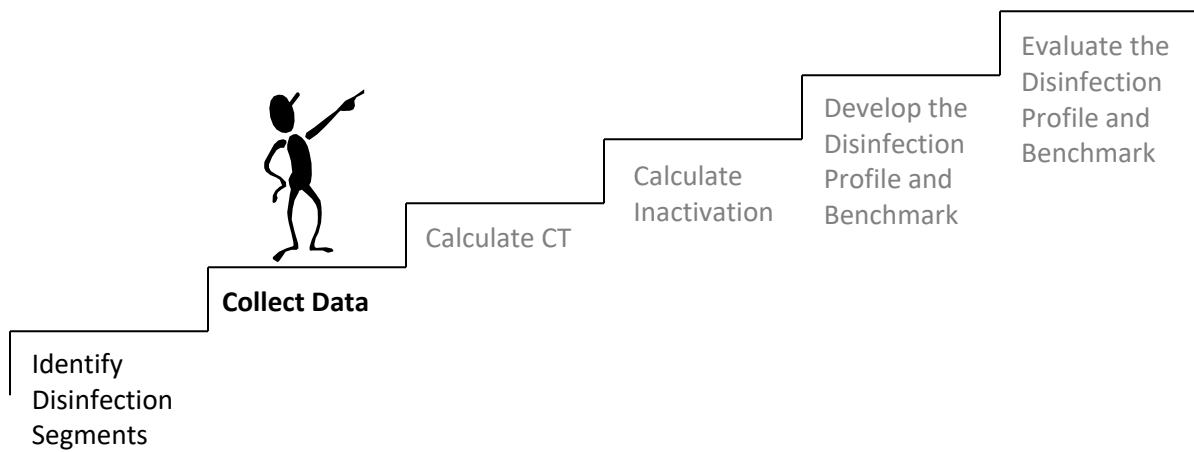 Identify
Disinfection
Segments
Collect Data
Calculate CT
Calculate
Inactivation
Develop the
Disinfection
Profile and
Benchmark
Evaluate the
Disinfection
Profile and
Benchmark